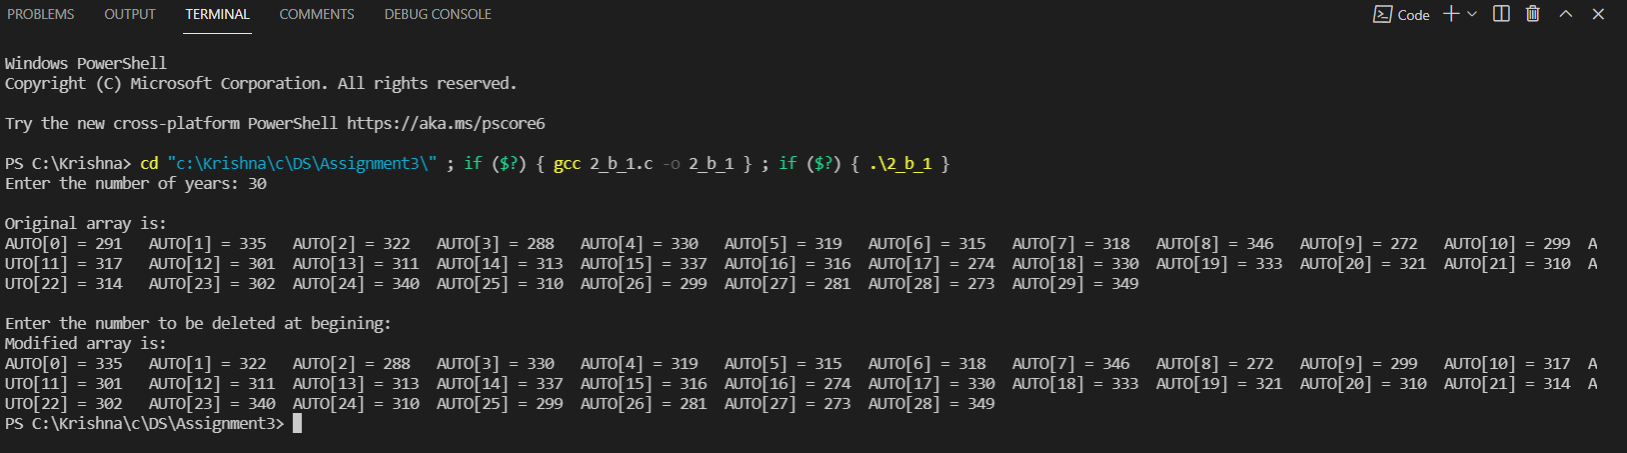 PROBLEMS OUTPUT TERMINAL COMMENTS DEBUG CONSOLE Code
Windows PowerShell
Copyright (C) Microsoft Corporation. All rights reserved.
Try the new cross-platform PowerShell https://aka.ms/pscore6
PS C:\Krishna> cd "c:\Krishna\c\DS\Assignment3\" ; if ($?) { gcc 2_b_1.c -o 2_b_1 } ; if ($?) { .\2_b_1 }
Enter the number of years: 30
Original array is:
AUTO[0] = 291 AUTO[1] = 335 AUTO[2] = 322 AUTO[3] = 288 AUTO[4] = 330 AUTO[5] = 319 AUTO[6] = 315 AUTO[7] = 318 AUTO[8] = 346 AUTO[9] = 272 AUTO[10] = 299 A
UTO[11] = 317 AUTO[12] = 301 AUTO[13] = 311 AUTO[14] = 313 AUTO[15] = 337 AUTO[16] = 316 AUTO[17] = 274 AUTO[18] = 330 AUTO[19] = 333 AUTO[20] = 321 AUTO[21] = 310 A
UTO[22] = 314 AUTO[23] = 302 AUTO[24] = 340 AUTO[25] = 310 AUTO[26] = 299 AUTO[27] = 281 AUTO[28] = 273 AUTO[29] = 349
Enter the number to be deleted at begining:
Modified array is:
AUTO[0] = 335 AUTO[1] = 322 AUTO[2] = 288 AUTO[3] = 330 AUTO[4] = 319 AUTO[5] = 315 AUTO[6] = 318 AUTO[7] = 346 AUTO[8] = 272 AUTO[9] = 299 AUTO[10] = 317 A
UTO[11] = 301 AUTO[12] = 311 AUTO[13] = 313 AUTO[14] = 337 AUTO[15] = 316 AUTO[16] = 274 AUTO[17] = 330 AUTO[18] = 333 AUTO[19] = 321 AUTO[20] = 310 AUTO[21] = 314 A
UTO[22] = 302 AUTO[23] = 340 AUTO[24] = 310 AUTO[25] = 299 AUTO[26] = 281 AUTO[27] = 273 AUTO[28] = 349
PS C:\Krishna\c\DS\Assignment3>